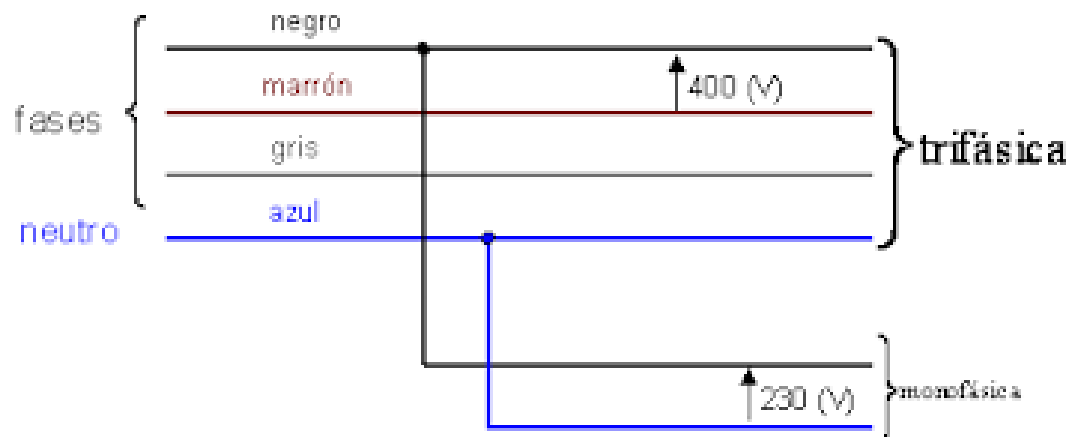 negro
marrón
400 (V)
fases
gris
trifásica
azul
neutro
230 (V)
monofásica